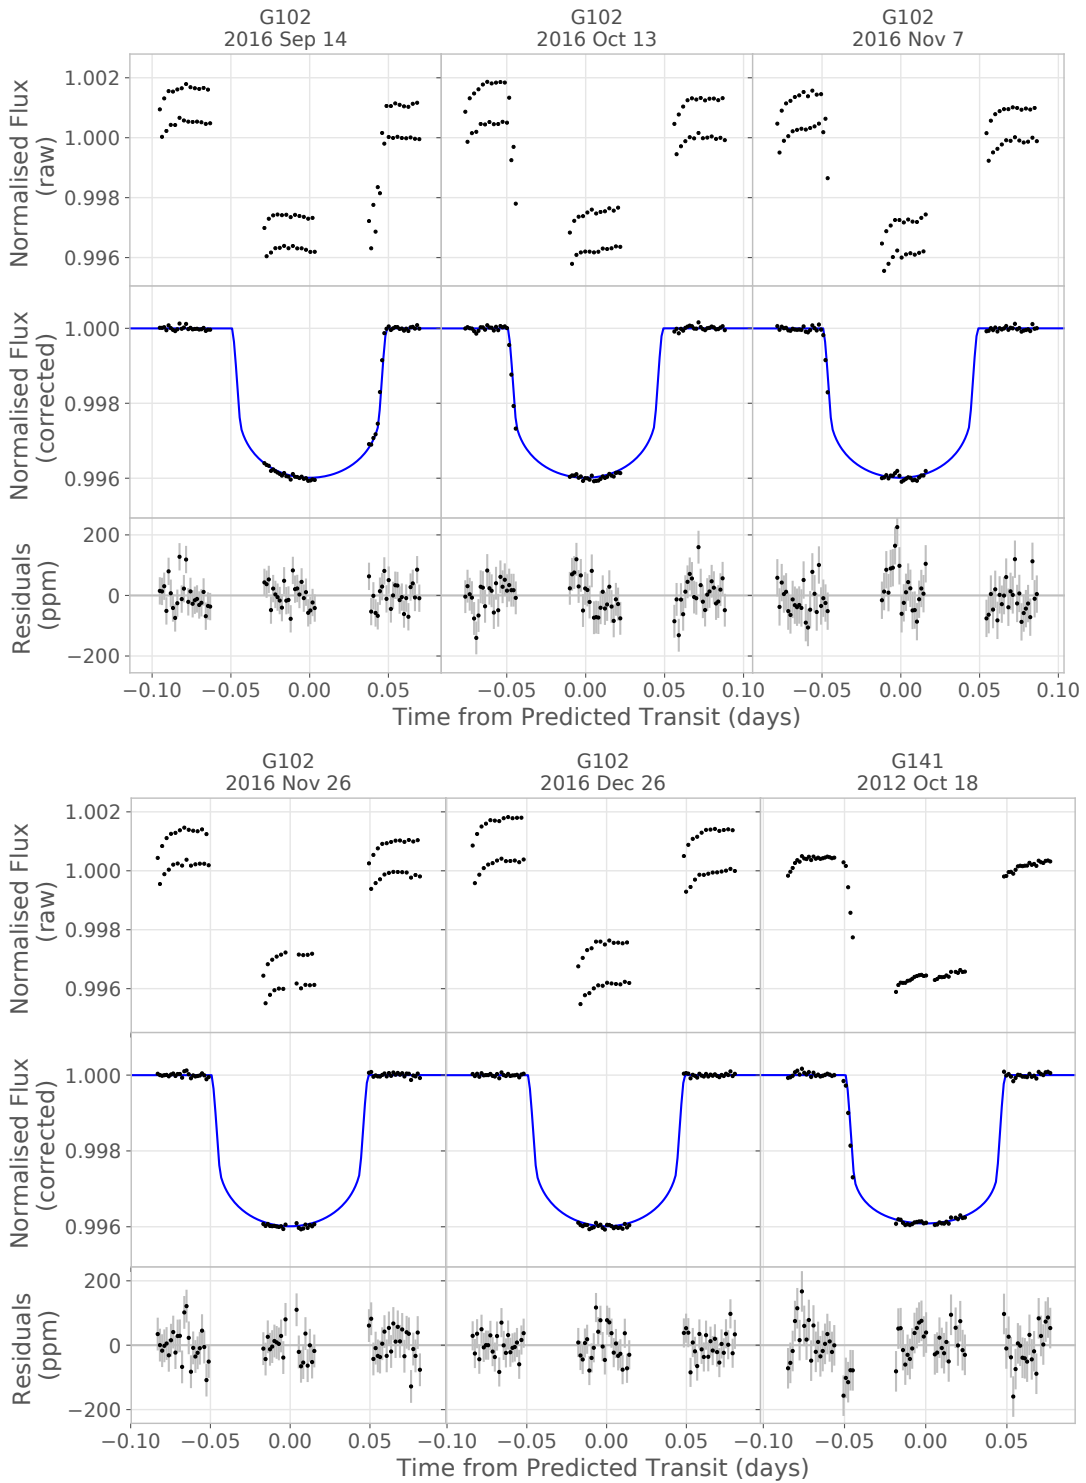 G102
2016 Sep 14
G102
2016 Oct 13
G102
2016 Nov 7
Normalised Flux
(raw)
1.002
1.000
0.998
0.996
Normalised Flux
(corrected)
1.000
0.998
0.996
Residuals
(ppm)
200
0
−200
−0.10 −0.05 0.00 0.05
−0.05 0.00 0.05 0.10
−0.05 0.00 0.05 0.10
Time from Predicted Transit (days)
G102
2016 Nov 26
G102
2016 Dec 26
G141
2012 Oct 18
Normalised Flux
(raw)
1.002
1.000
0.998
0.996
Normalised Flux
(corrected)
1.000
0.998
0.996
Residuals
(ppm)
200
0
−200
−0.10 −0.05 0.00 0.05
−0.10 −0.05 0.00 0.05
−0.10 −0.05 0.00 0.05
Time from Predicted Transit (days)